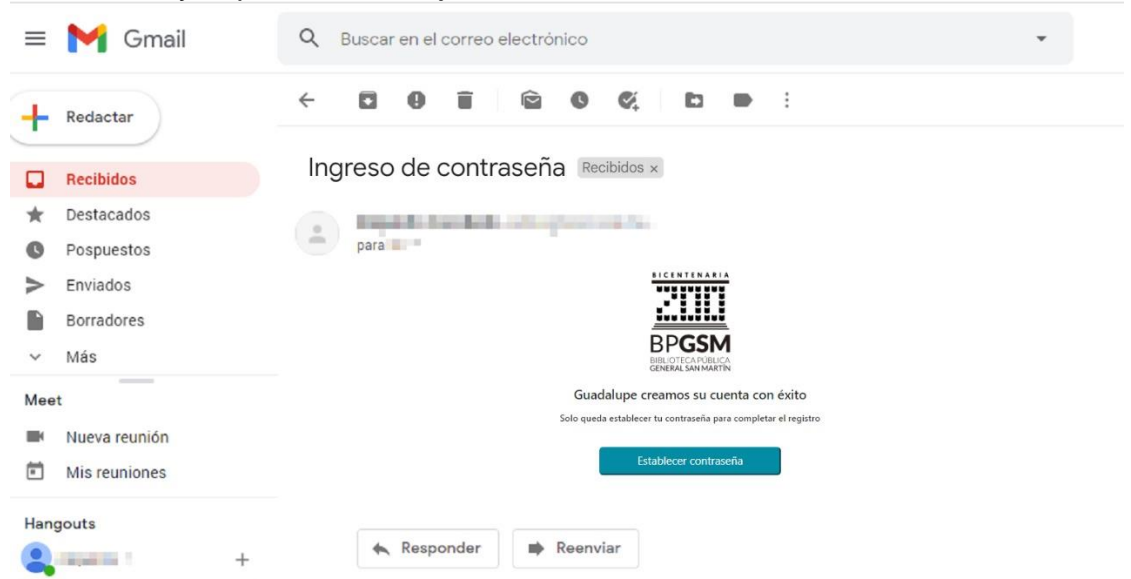 Gmail
Buscar en el correo electrónico
Redactar
Recibidos
Destacados
Pospuestos
Enviados
Borradores
Más
Meet
Nueva reunión
Mis reuniones
Hangouts
Ingreso de contraseña Recibidos x
para
BICENTENARIA
200
BPGSM
BIBLIOTECA PÚBLICA
GENERAL SAN MARTÍN
Guadalupe creamos su cuenta con éxito
Solo queda establecer tu contraseña para completar el registro
Establecer contraseña
Responder
Reenviar